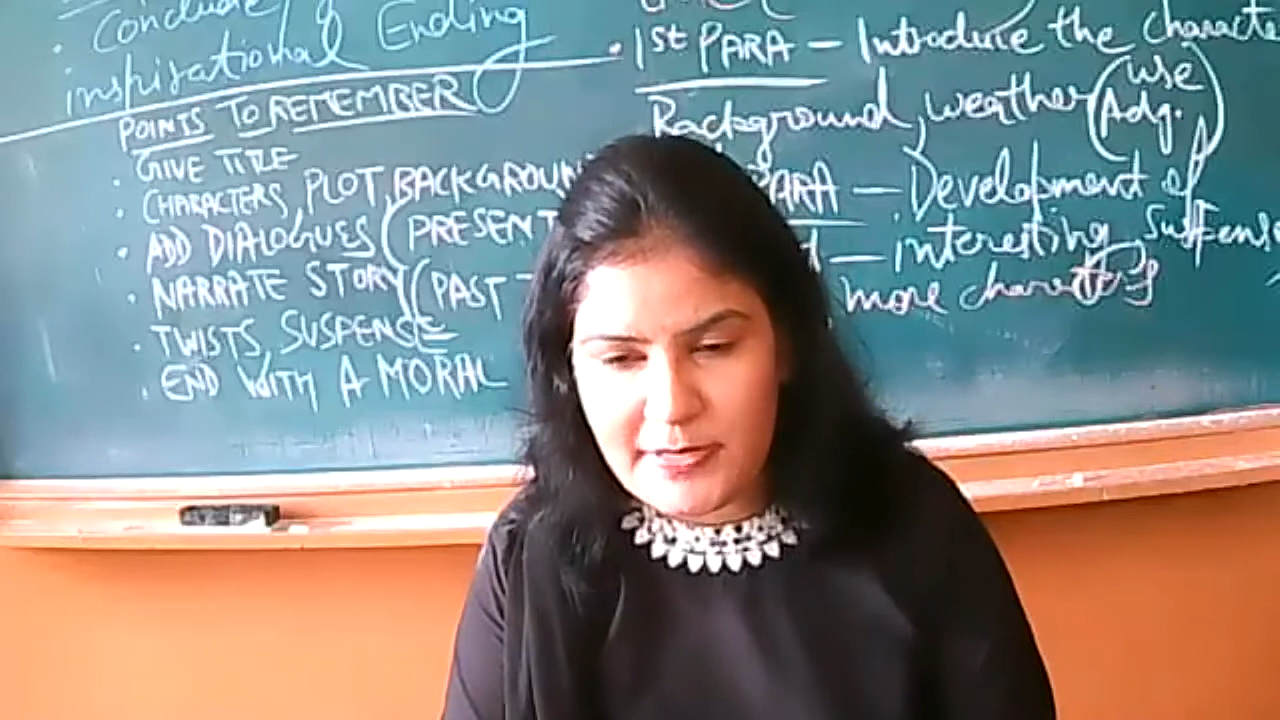 . Conclude
. inspirational Ending
POINTS TO REMEMBER
. GIVE TITLE
. CHARACTERS, PLOT, BACKGROUN
. ADD DIALOGUES (PRESENT
. NARRATE STORY (PAST
. TWISTS, SUSPENSE
. END WITH A MORAL
. 1st PARA — Introduce the characte
Background, weather (use Adj.)
PARA — Development of
— interesting, Suspense
more characters